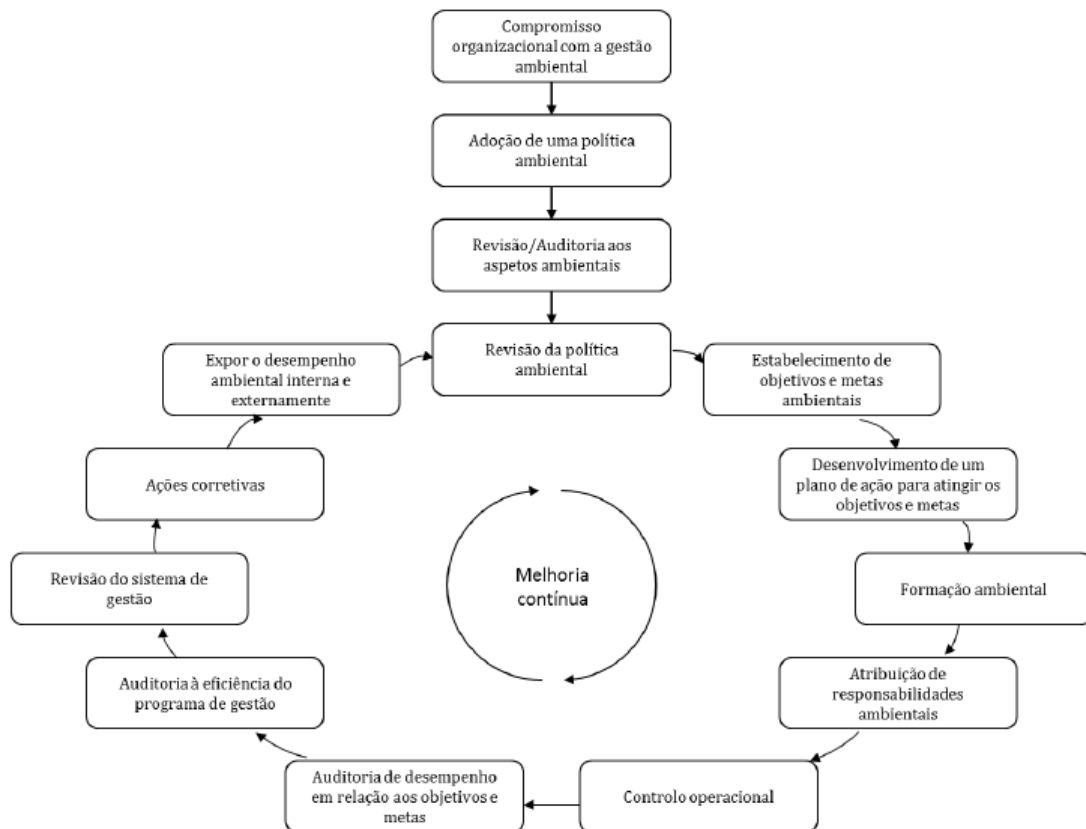 Compromisso
organizacional com a gestão
ambiental
Adoção de uma política
ambiental
Revisão/Auditoria aos
aspetos ambientais
Revisão da política
ambiental
Estabelecimento de
objetivos e metas
ambientais
Desenvolvimento de um
plano de ação para atingir os
objetivos e metas
Formação ambiental
Atribuição de
responsabilidades
ambientais
Controlo operacional
Auditoria de desempenho
em relação aos objetivos e
metas
Auditoria à eficiência do
programa de gestão
Revisão do sistema de
gestão
Ações corretivas
Expor o desempenho
ambiental interna e
externamente
Melhoria
contínua